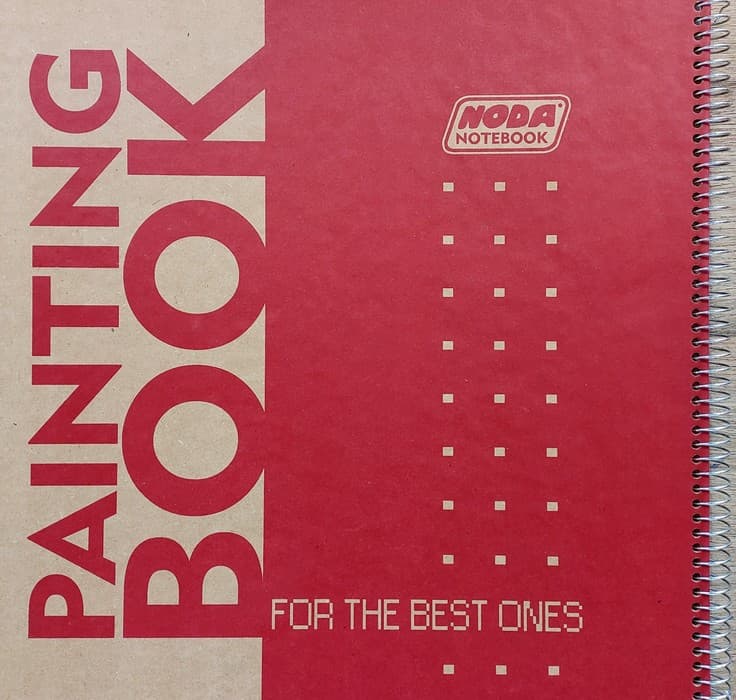 PAINTING
BOOK
NODA
NOTEBOOK
FOR THE BEST ONES